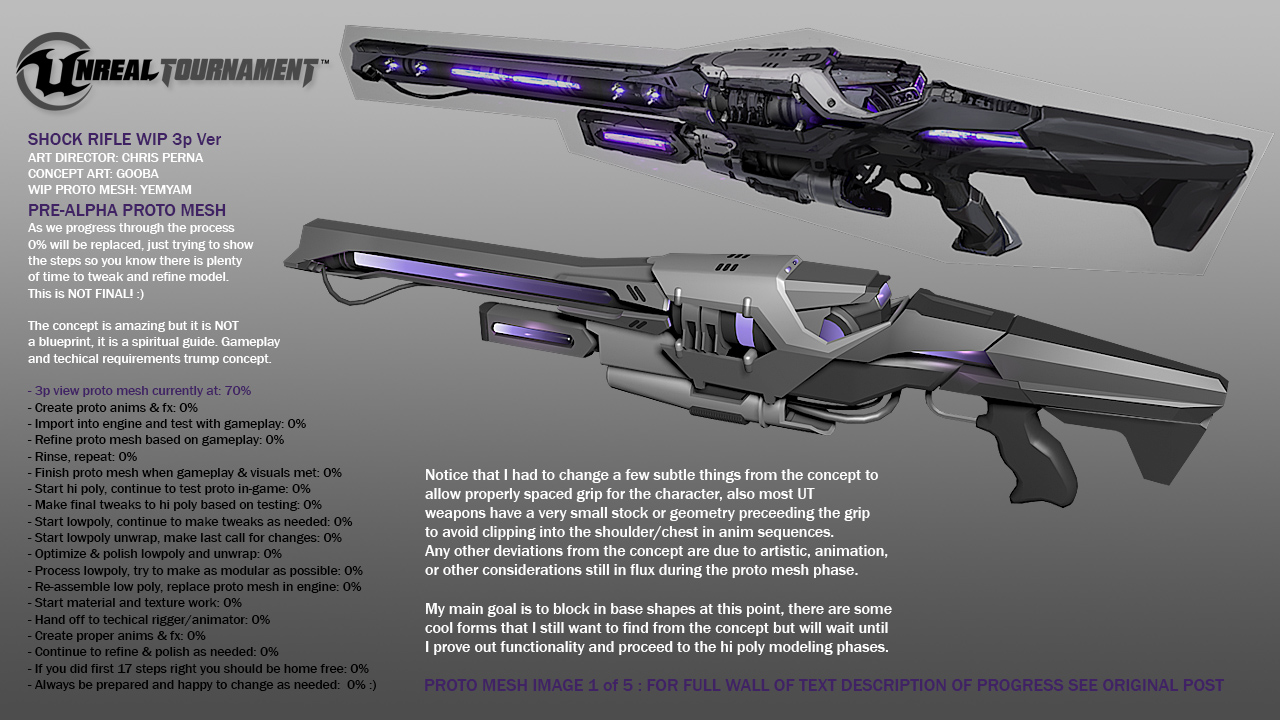 UNREAL TOURNAMENT™
SHOCK RIFLE WIP 3p Ver
ART DIRECTOR: CHRIS PERNA
CONCEPT ART: GOOBA
WIP PROTO MESH: YEMYAM
PRE-ALPHA PROTO MESH
As we progress through the process
0% will be replaced, just trying to show
the steps so you know there is plenty
of time to tweak and refine model.
This is NOT FINAL! :)
The concept is amazing but it is NOT
a blueprint, it is a spiritual guide. Gameplay
and techical requirements trump concept.
- 3p view proto mesh currently at: 70%
- Create proto anims & fx: 0%
- Import into engine and test with gameplay: 0%
- Refine proto mesh based on gameplay: 0%
- Rinse, repeat: 0%
- Finish proto mesh when gameplay & visuals met: 0%
- Start hi poly, continue to test proto in-game: 0%
- Make final tweaks to hi poly based on testing: 0%
- Start lowpoly, continue to make tweaks as needed: 0%
- Start lowpoly unwrap, make last call for changes: 0%
- Optimize & polish lowpoly and unwrap: 0%
- Process lowpoly, try to make as modular as possible: 0%
- Re-assemble low poly, replace proto mesh in engine: 0%
- Start material and texture work: 0%
- Hand off to techical rigger/animator: 0%
- Create proper anims & fx: 0%
- Continue to refine & polish as needed: 0%
- If you did first 17 steps right you should be home free: 0%
- Always be prepared and happy to change as needed:  0% :)
Notice that I had to change a few subtle things from the concept to
allow properly spaced grip for the character, also most UT
weapons have a very small stock or geometry preceeding the grip
to avoid clipping into the shoulder/chest in anim sequences.
Any other deviations from the concept are due to artistic, animation,
or other considerations still in flux during the proto mesh phase.
My main goal is to block in base shapes at this point, there are some
cool forms that I still want to find from the concept but will wait until
I prove out functionality and proceed to the hi poly modeling phases.
PROTO MESH IMAGE 1 of 5 : FOR FULL WALL OF TEXT DESCRIPTION OF PROGRESS SEE ORIGINAL POST